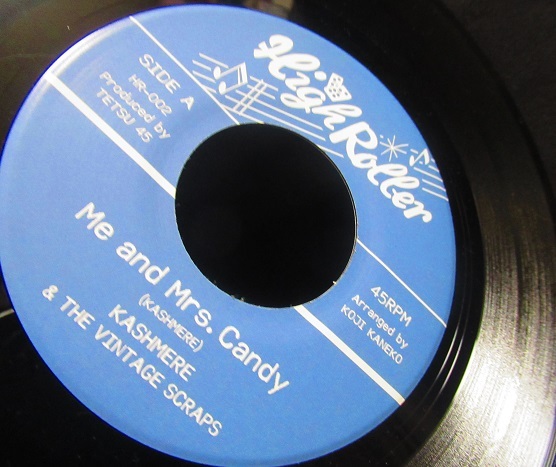 High Roller
SIDE A
HR-002
Produced by
TETSU 45
45RPM
Arranged by
KOJI KANEKO
Me and Mrs. Candy
(KASHMERE)
KASHMERE
& THE VINTAGE SCRAPS